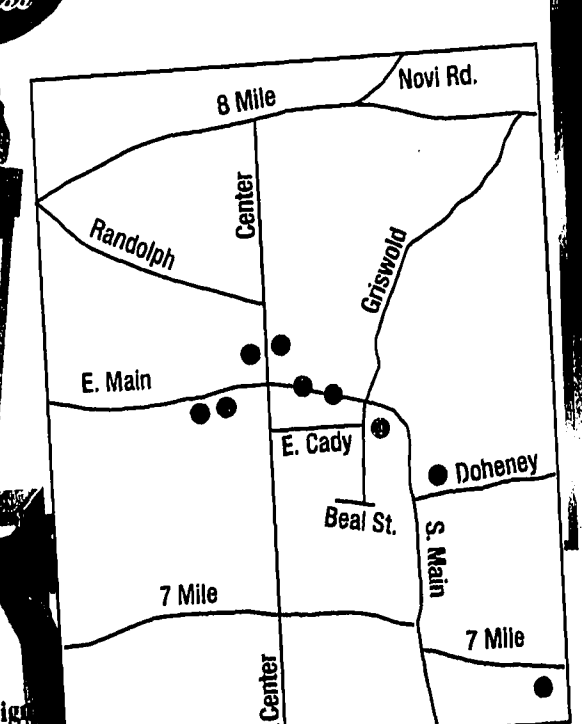 Novi Rd.
8 Mile
Center
Randolph
Griswold
E. Main
E. Cady
Doheney
Beal St.
S. Main
7 Mile
7 Mile
Center